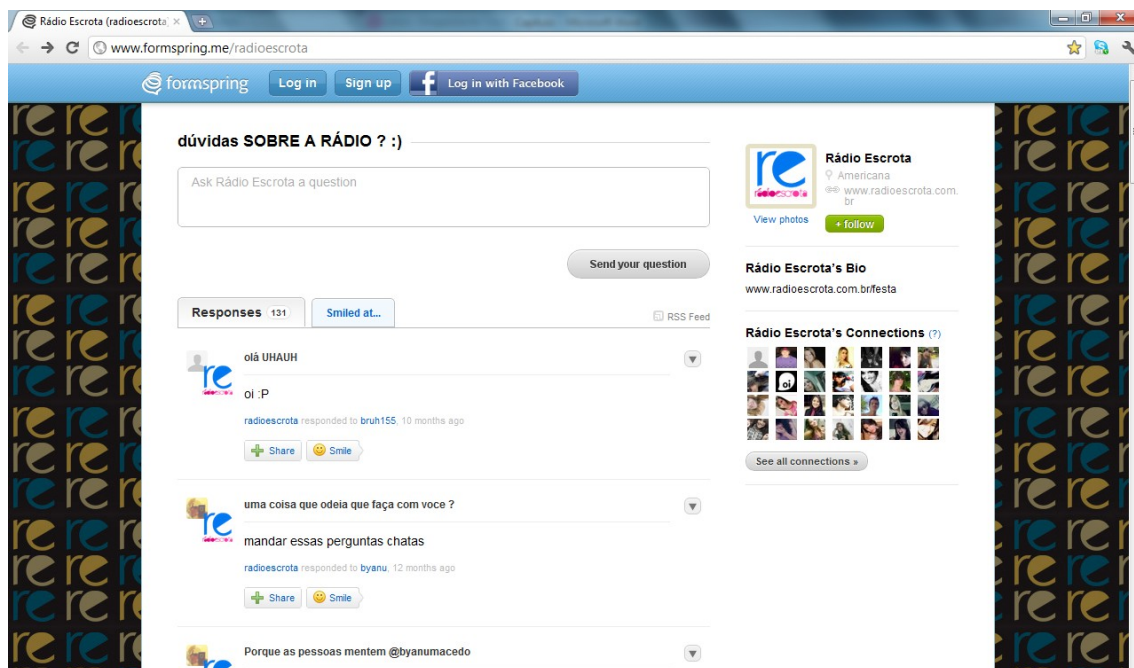 Rádio Escrota (radioescrota
www.formspring.me/radioescrota
formspring
Log in
Sign up
Log in with Facebook
dúvidas SOBRE A RÁDIO ? :)
Ask Rádio Escrota a question
Send your question
Responses 131
Smiled at...
RSS Feed
olá UHAUH
oi :P
radioescrota responded to bruh155, 10 months ago
Share
Smile
uma coisa que odeia que faça com voce ?
mandar essas perguntas chatas
radioescrota responded to byanu, 12 months ago
Share
Smile
Porque as pessoas mentem @byanumacedo
re
rádioescrota
Rádio Escrota
Americana
www.radioescrota.com.
br
View photos
+ follow
Rádio Escrota's Bio
www.radioescrota.com.br/festa
Rádio Escrota's Connections (?)
oi
See all connections »